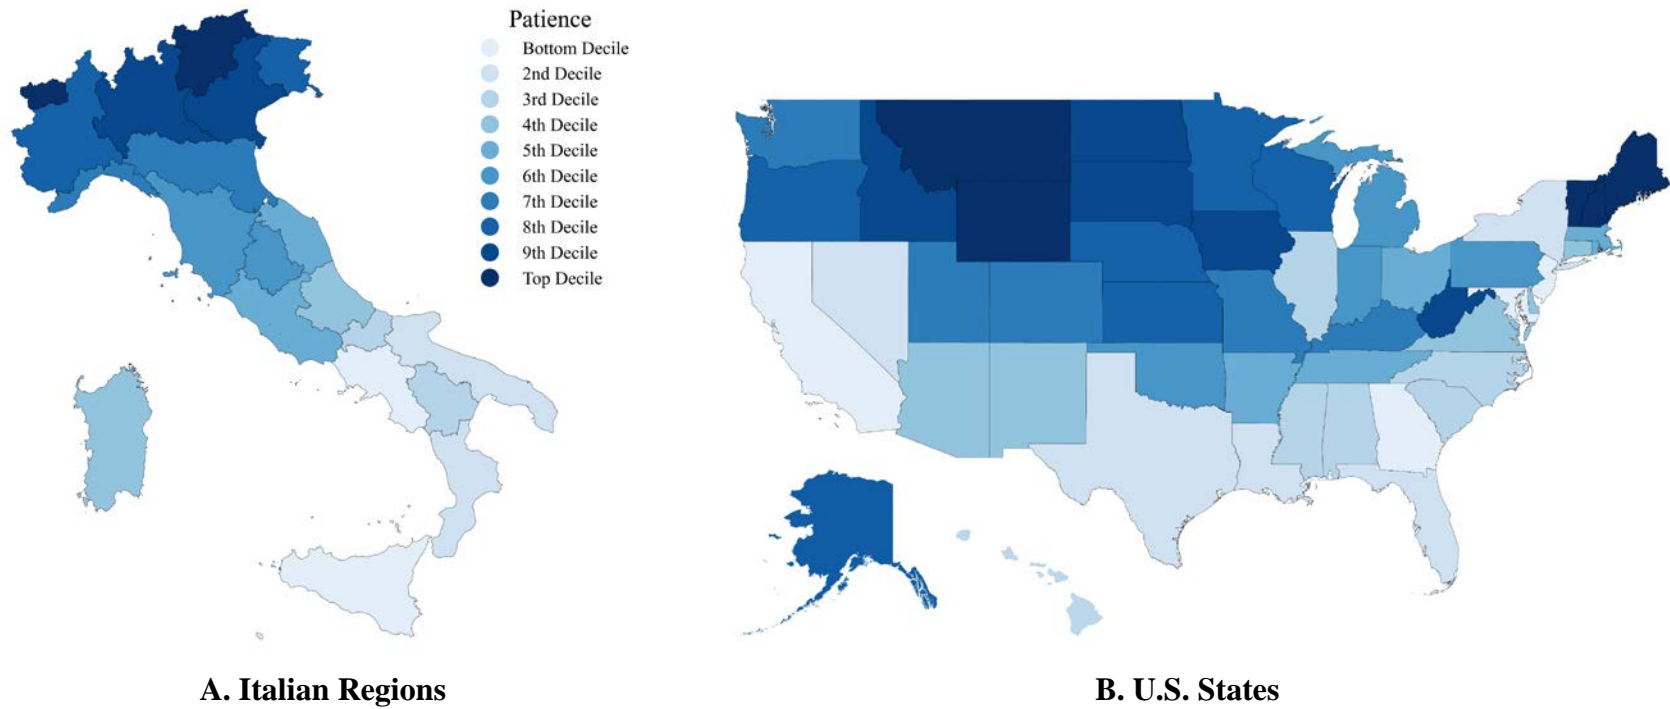 Patience
Bottom Decile
2nd Decile
3rd Decile
4th Decile
5th Decile
6th Decile
7th Decile
8th Decile
9th Decile
Top Decile
A. Italian Regions
B. U.S. States